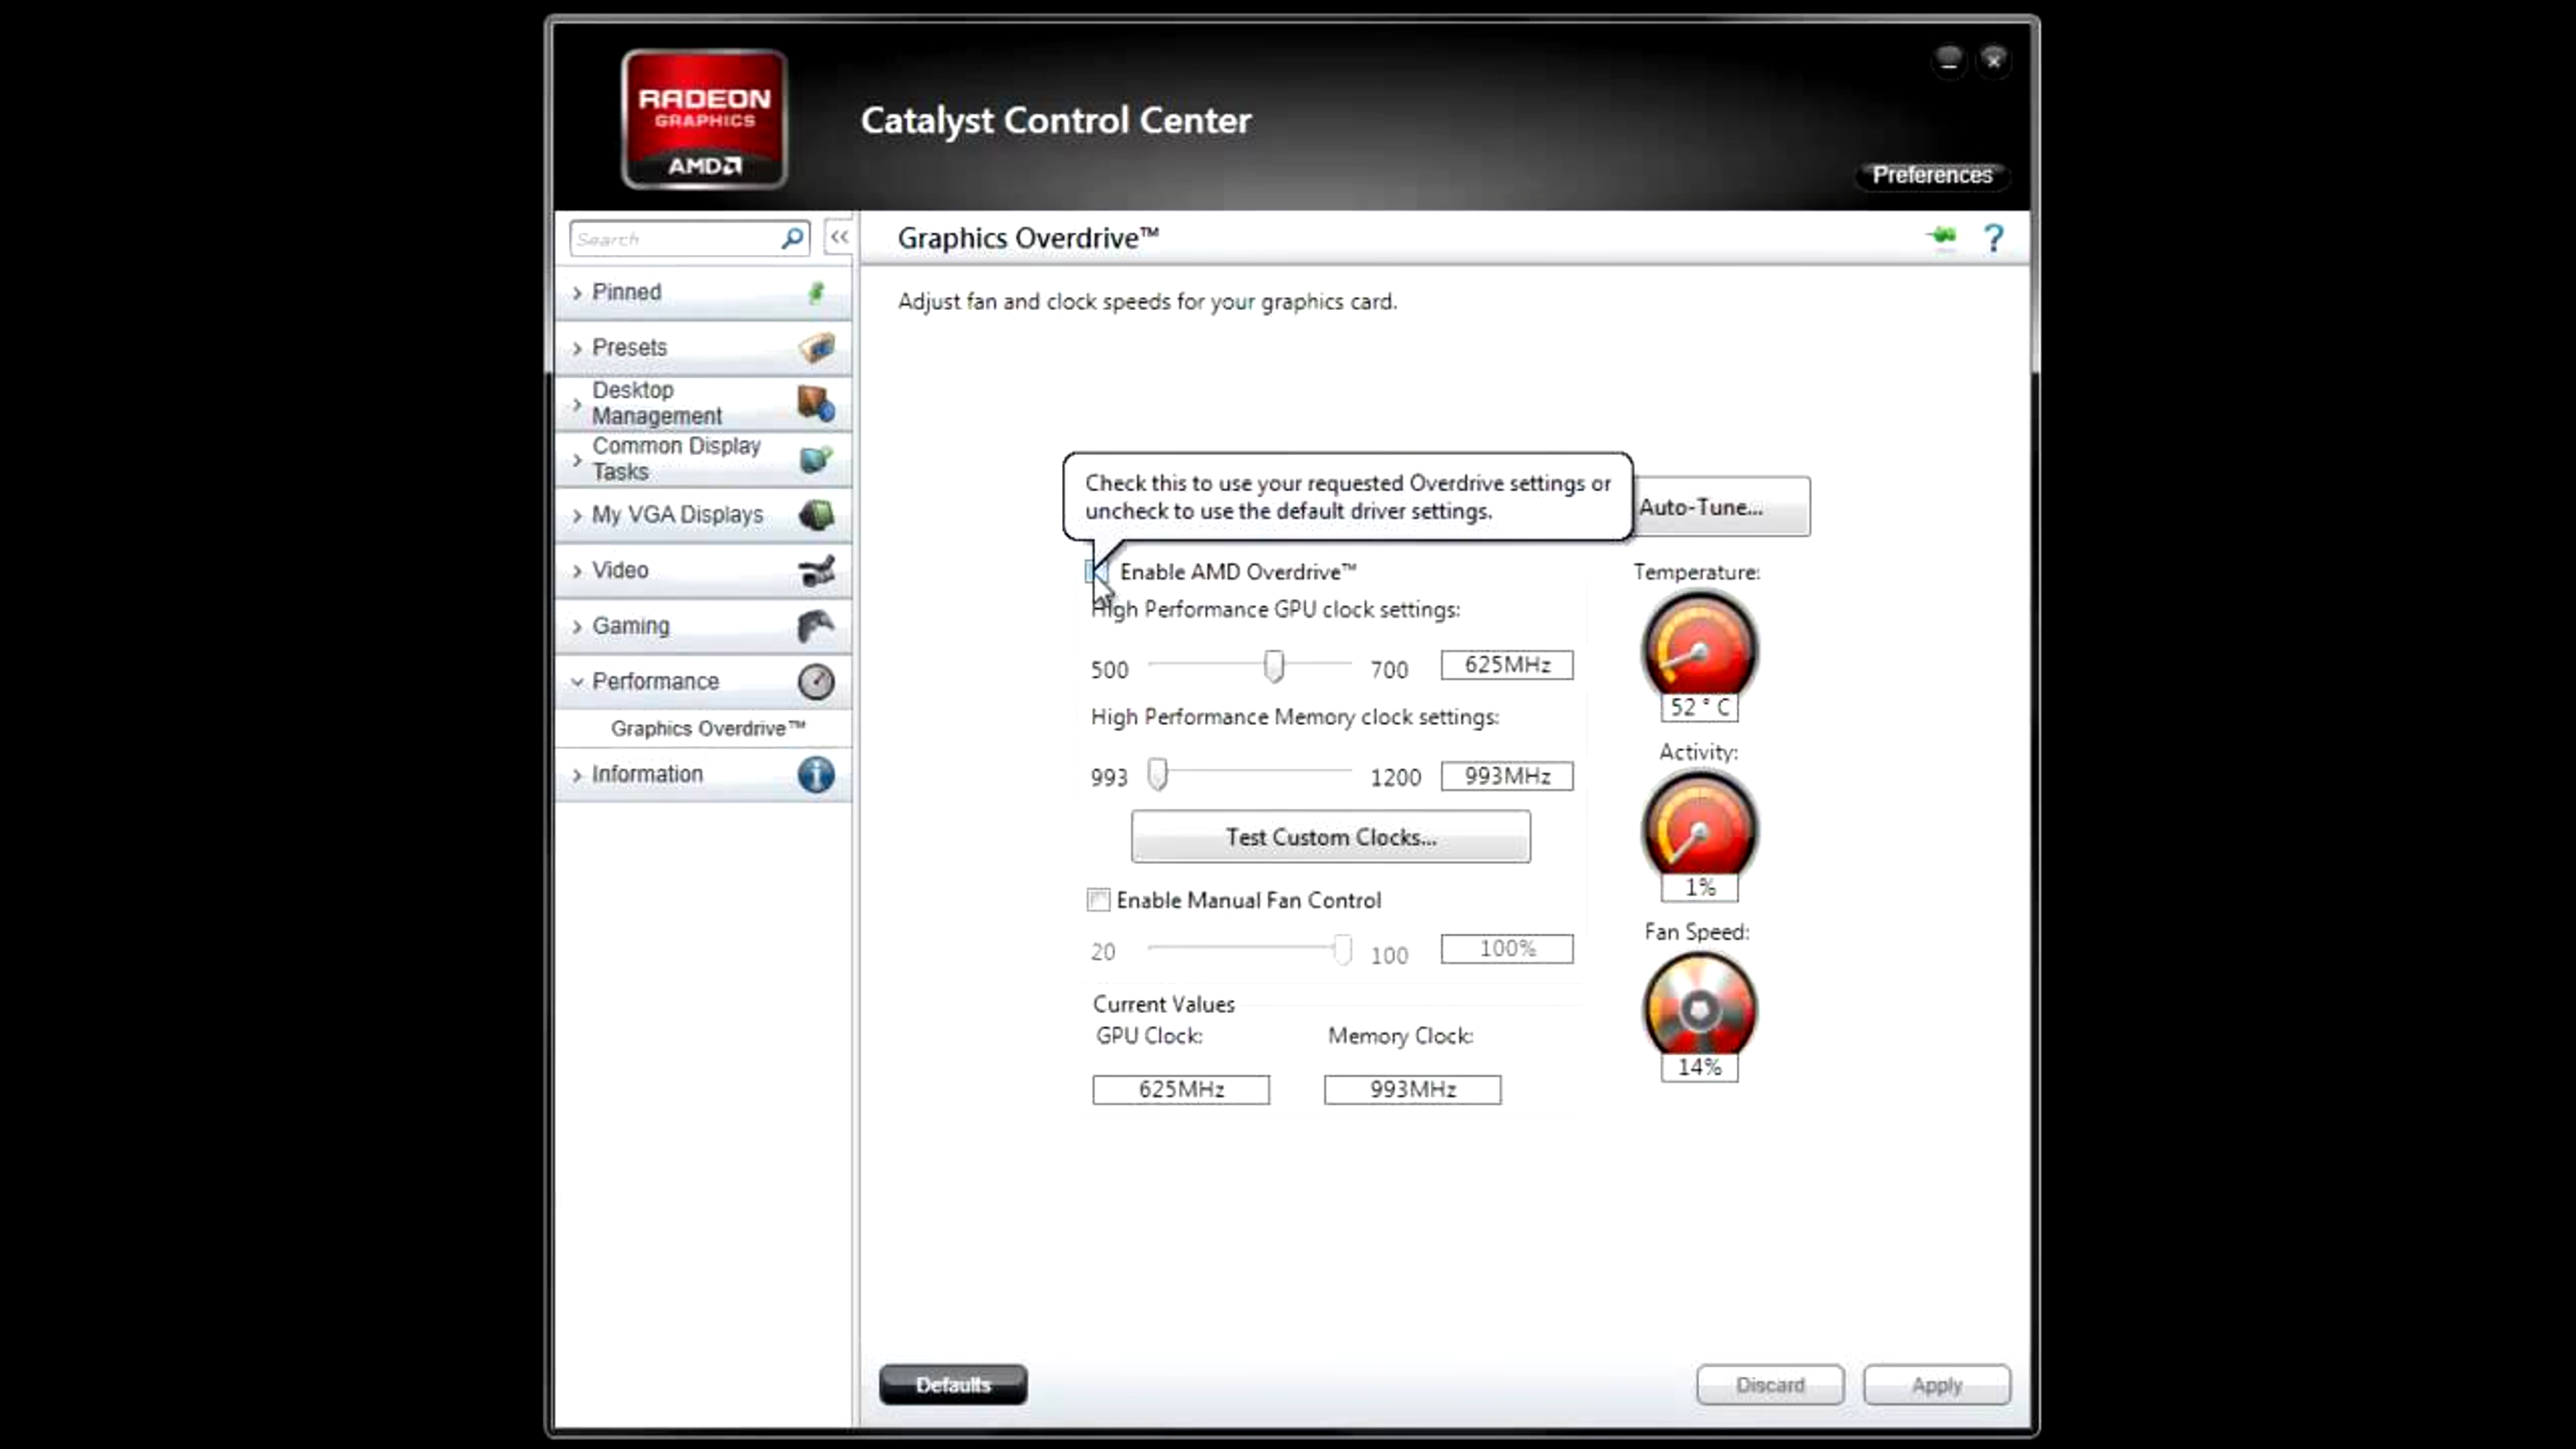 RADEON
GRAPHICS
AMD
Catalyst Control Center
Preferences
Search
<<
Graphics Overdrive™
?
Pinned
Adjust fan and clock speeds for your graphics card.
Presets
Desktop
Management
Common Display
Tasks
My VGA Displays
Video
Gaming
Performance
Graphics Overdrive™
Information
Check this to use your requested Overdrive settings or
uncheck to use the default driver settings.
Auto-Tune...
Enable AMD Overdrive™
High Performance GPU clock settings:
500 700 625MHz
High Performance Memory clock settings:
993 1200 993MHz
Test Custom Clocks...
Enable Manual Fan Control
20 100 100%
Current Values
GPU Clock: Memory Clock:
625MHz 993MHz
Temperature:
52 ° C
Activity:
1%
Fan Speed:
14%
Defaults
Discard
Apply